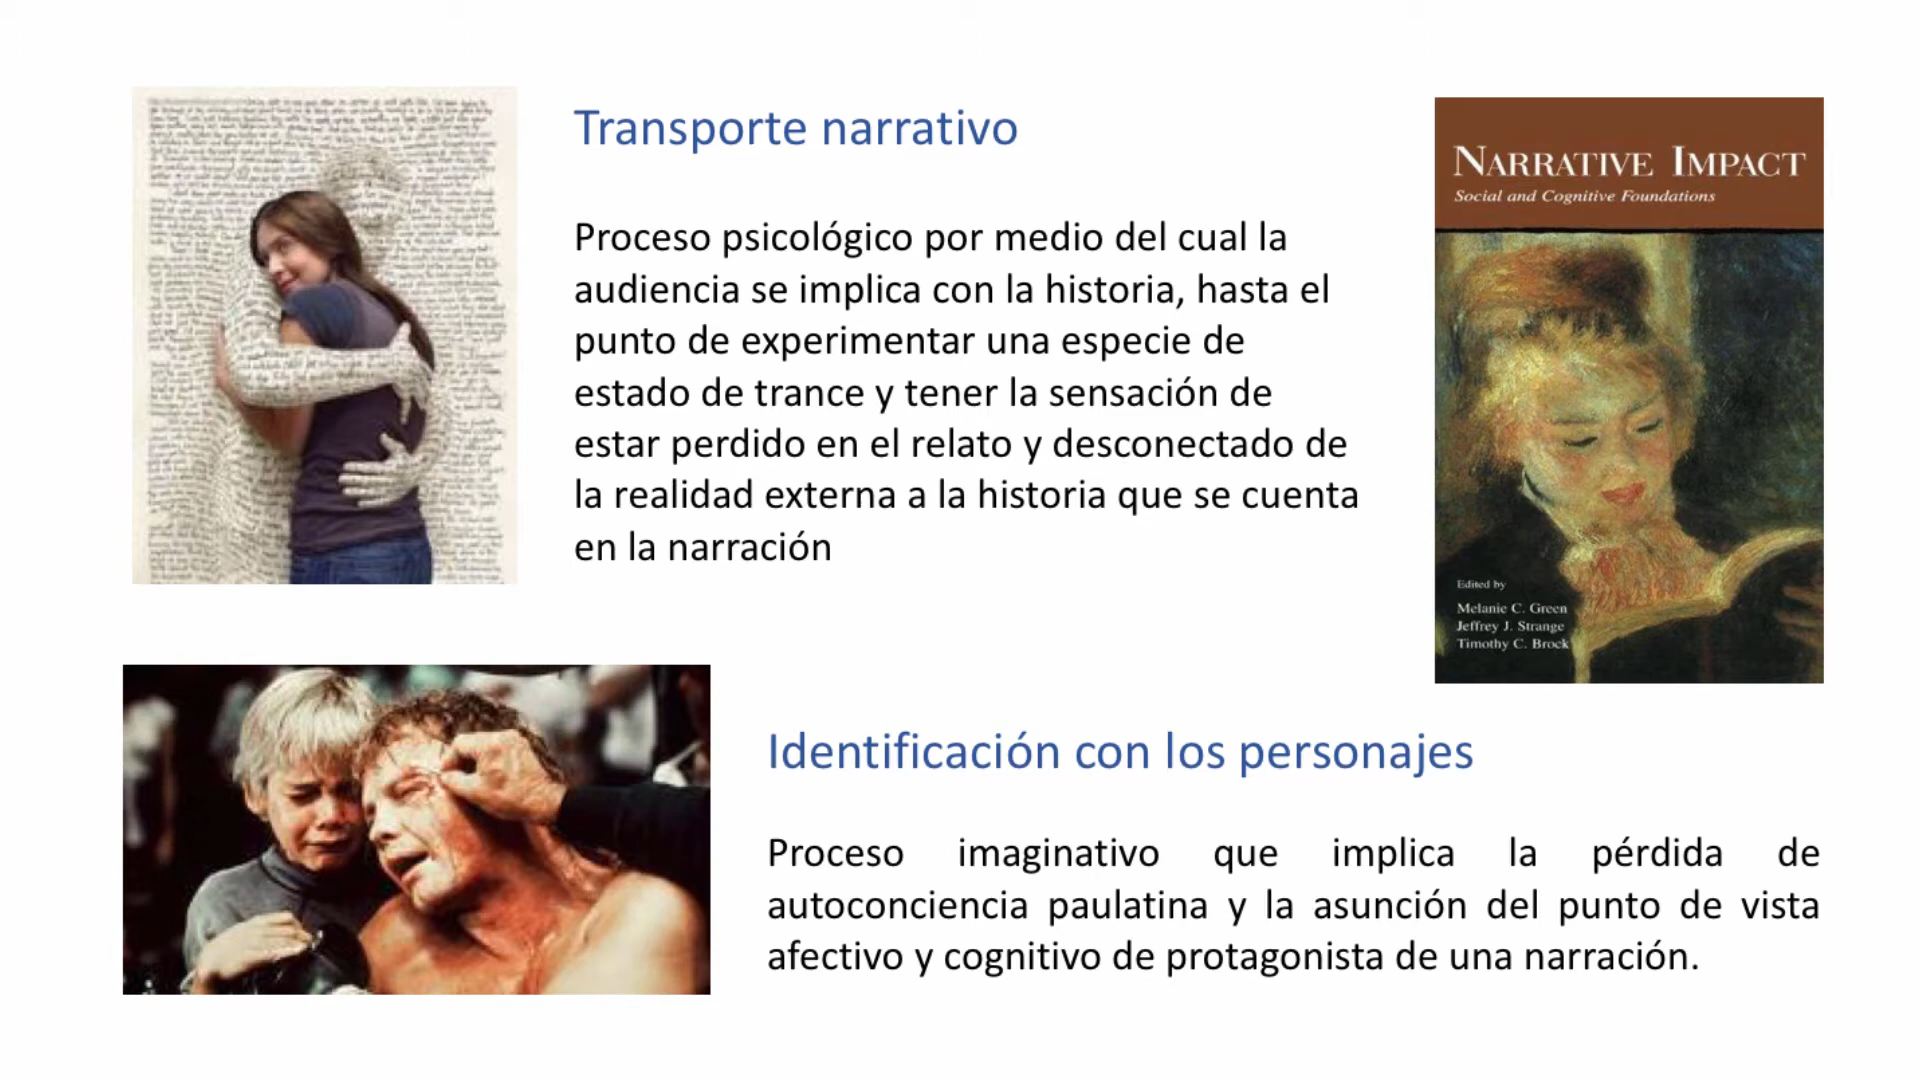 Transporte narrativo
Proceso psicológico por medio del cual la
audiencia se implica con la historia, hasta el
punto de experimentar una especie de
estado de trance y tener la sensación de
estar perdido en el relato y desconectado de
la realidad externa a la historia que se cuenta
en la narración
NARRATIVE IMPACT
Social and Cognitive Foundations
Edited by
Melanie C. Green
Jeffrey J. Strange
Timothy C. Brock
Identificación con los personajes
Proceso imaginativo que implica la pérdida de
autoconciencia paulatina y la asunción del punto de vista
afectivo y cognitivo de protagonista de una narración.